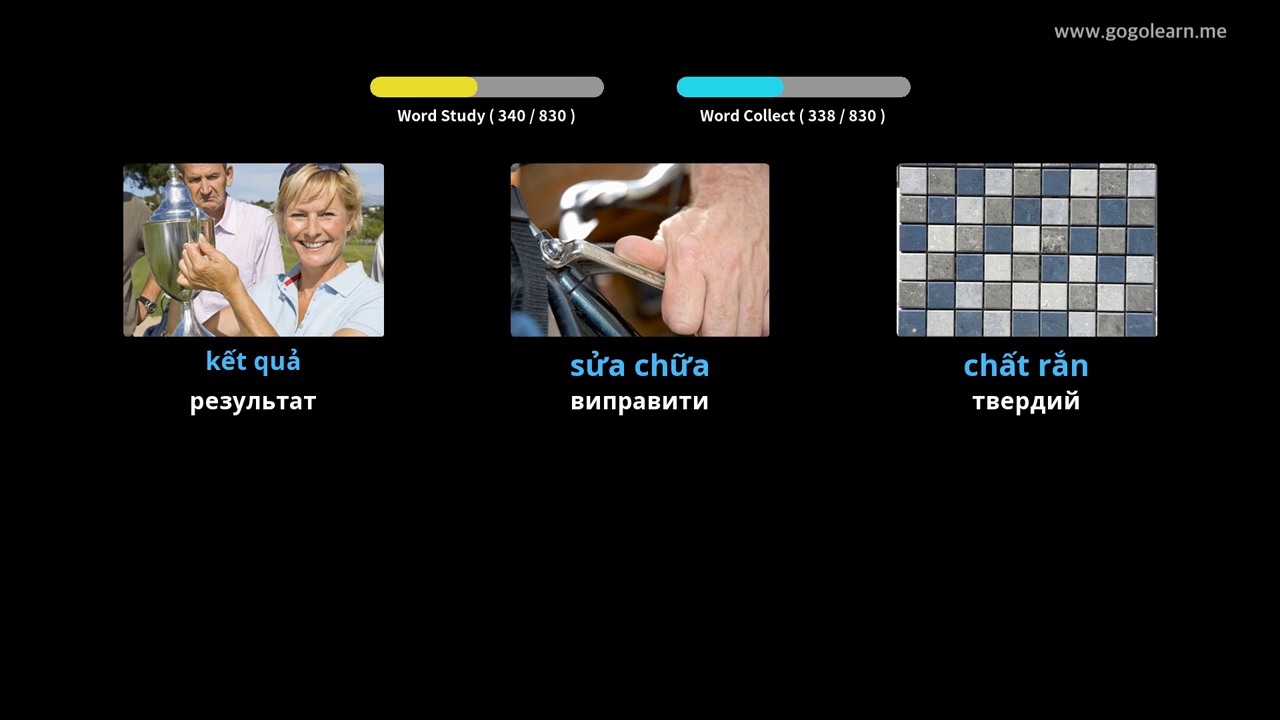 www.gogolearn.me
Word Study ( 340 / 830 )
Word Collect ( 338 / 830 )
kết quả
результат
sửa chữa
виправити
chất rắn
твердий